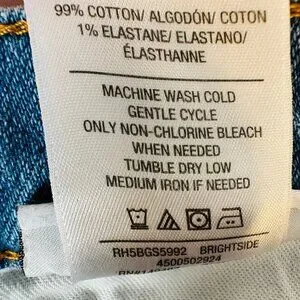 99% COTTON/ ALGODÓN/ COTON
1% ELASTANE/ ELASTANO/
ÉLASTHANNE
MACHINE WASH COLD
GENTLE CYCLE
ONLY NON-CHLORINE BLEACH
WHEN NEEDED
TUMBLE DRY LOW
MEDIUM IRON IF NEEDED
RH5BGS5992 BRIGHTSIDE
4500502924